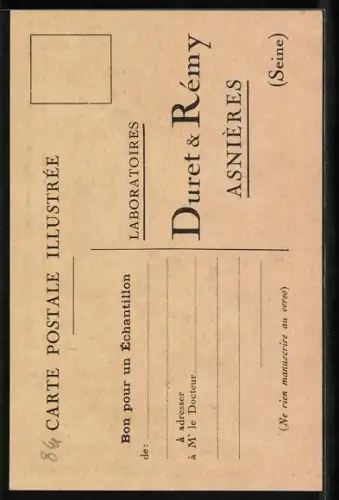 CARTE POSTALE ILLUSTRÉE
Bon pour un Échantillon
de:
à adresser
à Mr le Docteur
(Ne rien manuscrire au verso)
LABORATOIRES
Duret & Rémy
ASNIÈRES
(Seine)